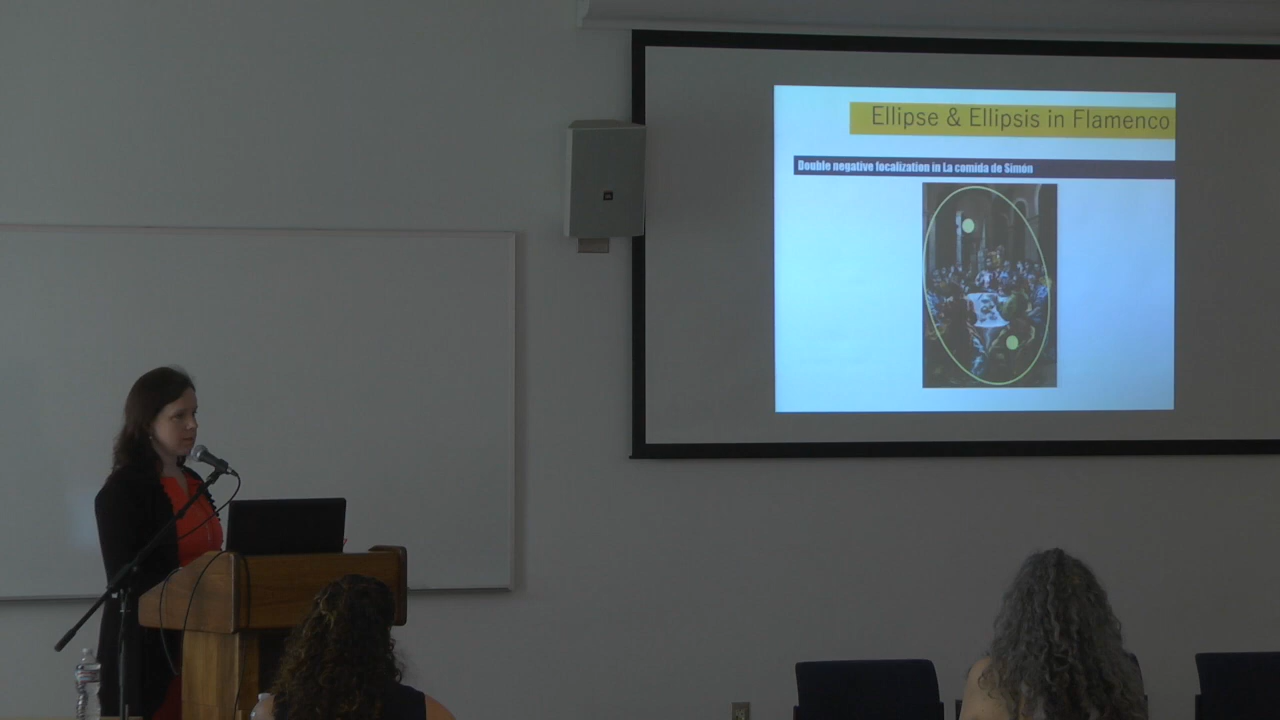 Ellipse & Ellipsis in Flamenco
Double negative focalization in La comida de Simón